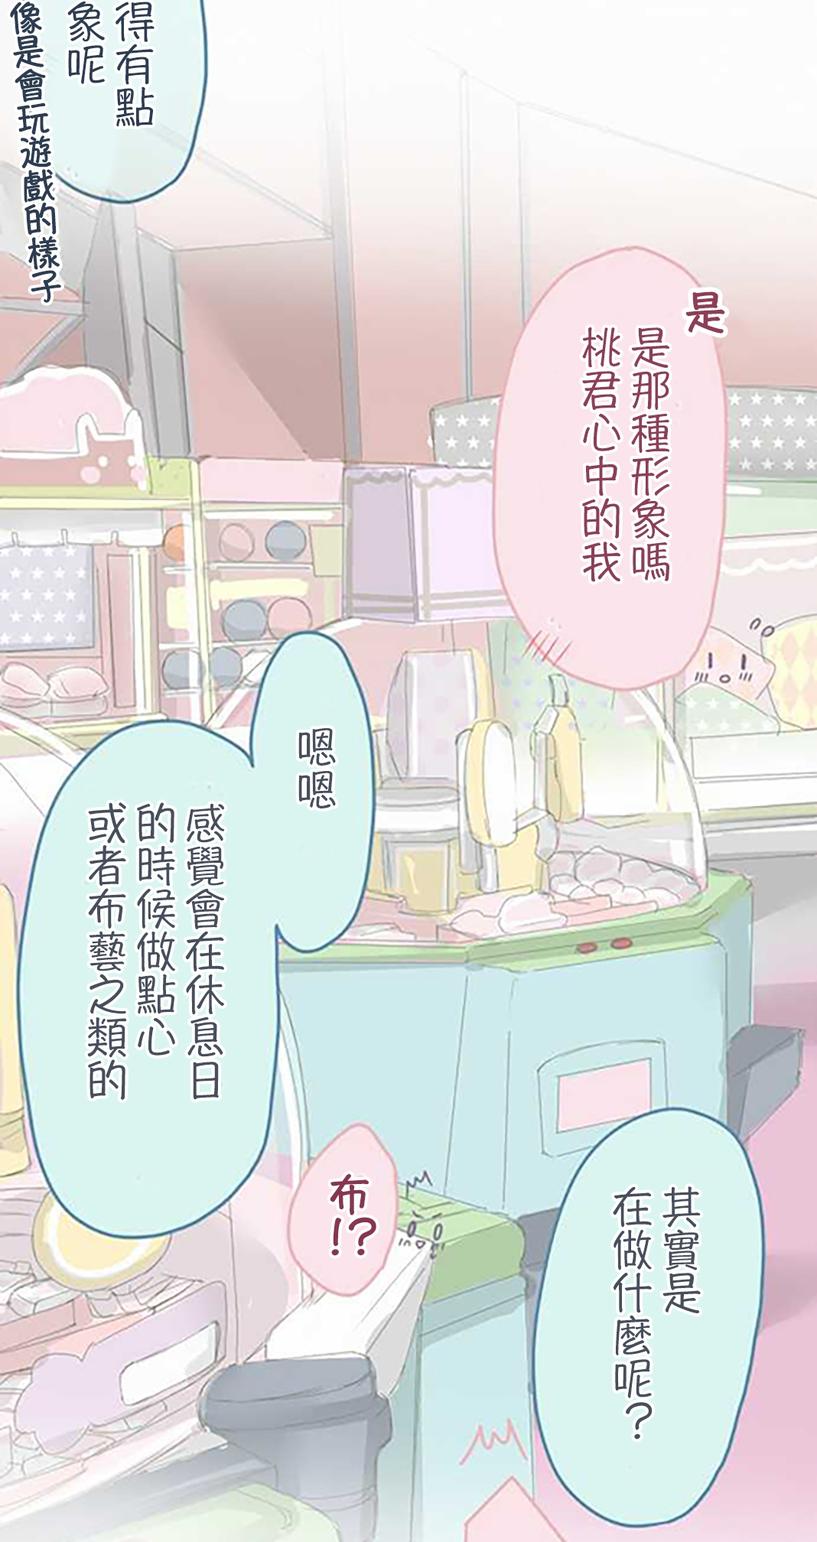 得有點
象呢
像是會玩遊戲的樣子
是
是那種形象嗎
桃君心中的我
嗯嗯
感覺會在休息日
的時候做點心
或者布藝之類的
布!?
其實是
在做什麼呢？